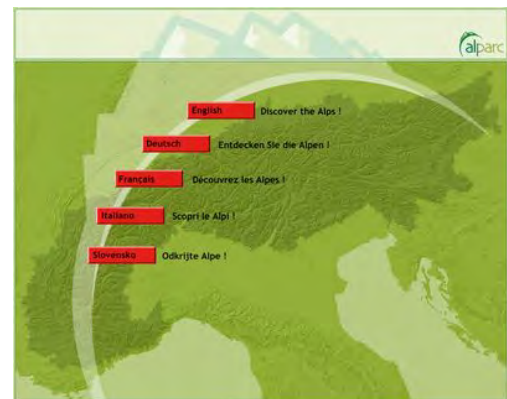 alparc
English Discover the Alps !
Deutsch Entdecken Sie die Alpen !
Français Découvrez les Alpes !
Italiano Scopri le Alpi !
Slovensko Odkrijte Alpe !